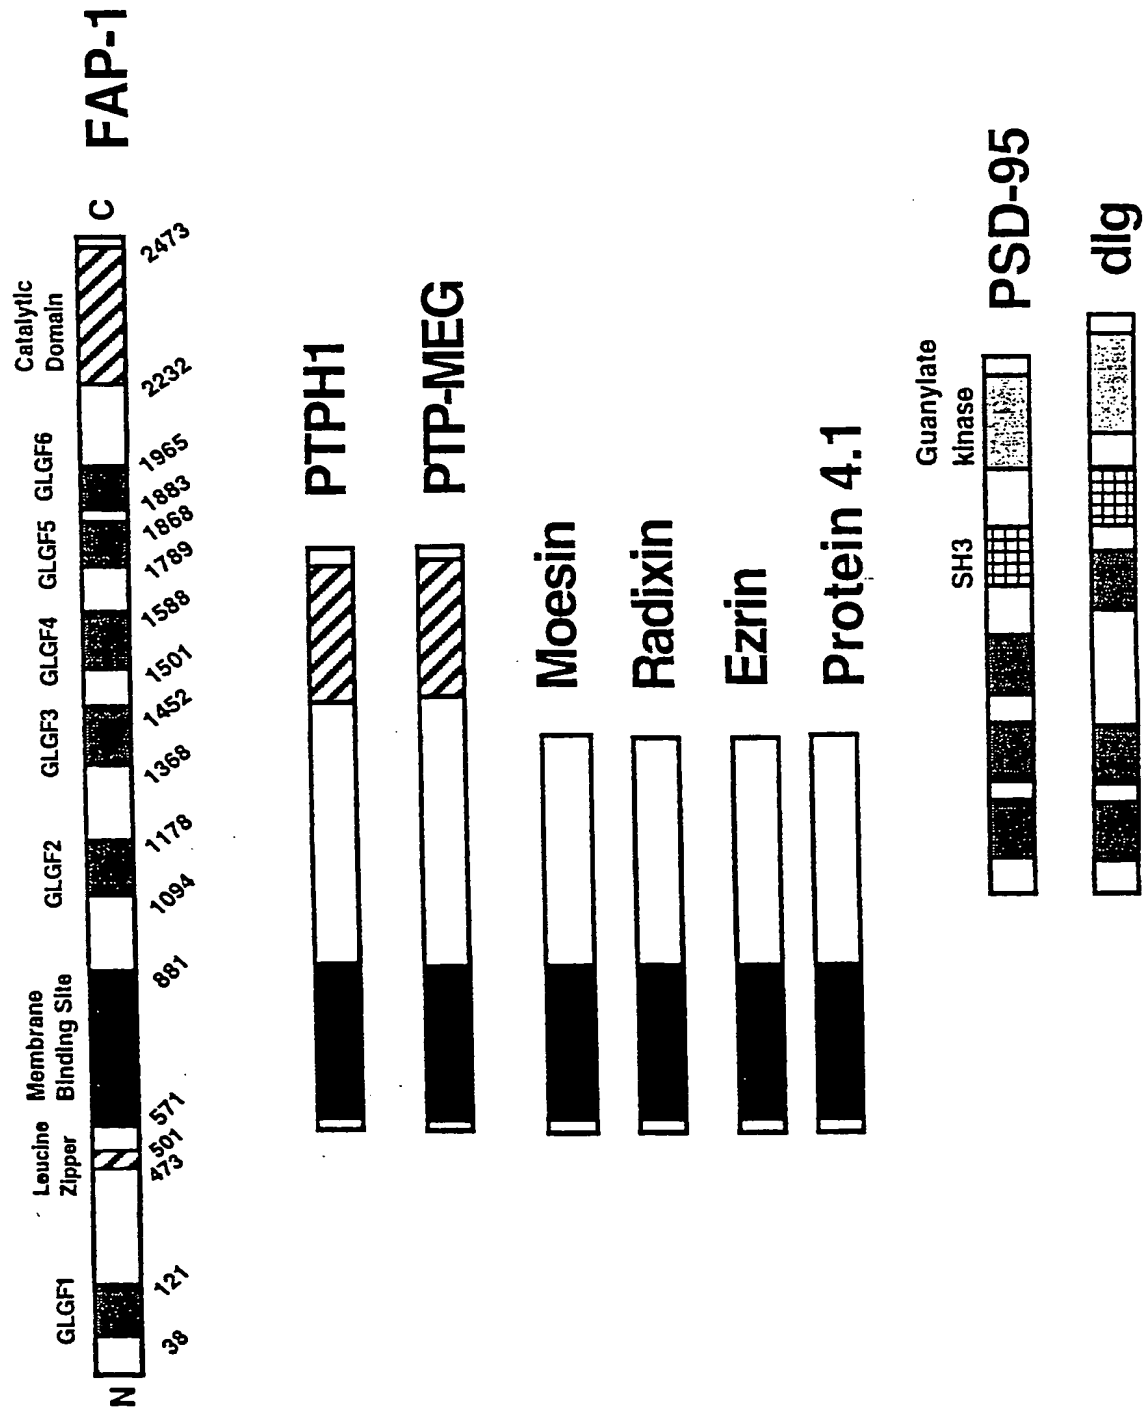 N
C
FAP-1
GLGF1
Leucine
Zipper
Membrane
Binding Site
GLGF2
GLGF3
GLGF4
GLGF5
GLGF6
Catalytic
Domain
38
121
473
501
571
881
1094
1178
1368
1452
1501
1588
1789
1868
1883
1965
2232
2473
PTPH1
PTP-MEG
Moesin
Radixin
Ezrin
Protein 4.1
SH3
Guanylate
kinase
PSD-95
dlg